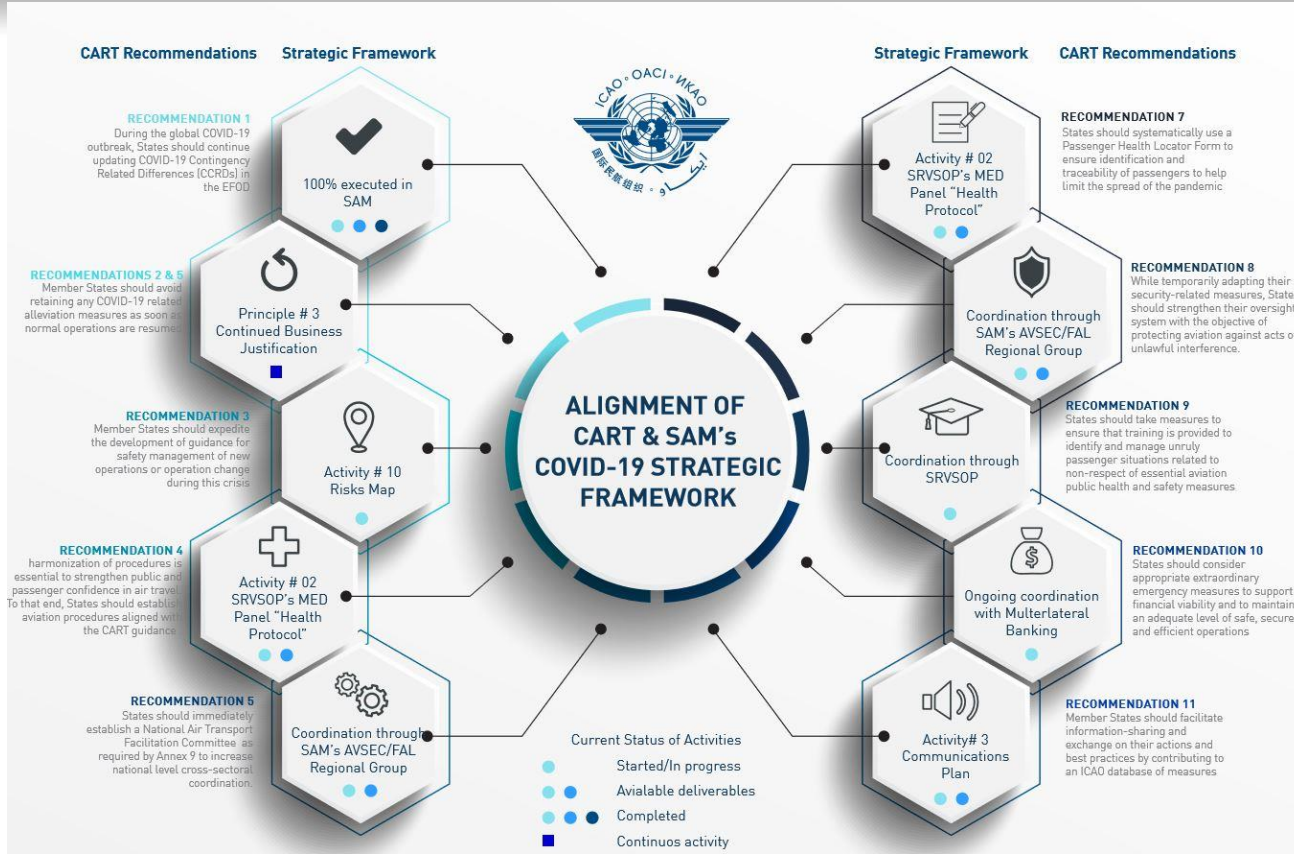 CART Recommendations
Strategic Framework
RECOMMENDATION 1
During the global COVID-19
outbreak, States should continue
updating COVID-19 Contingency
Related Differences (CCRDs) in
the EFOD
100% executed in
SAM
RECOMMENDATIONS 2 & 5
Member States should avoid
retaining any COVID-19 related
alleviation measures as soon as
normal operations are resumed
Principle # 3
Continued Business
Justification
RECOMMENDATION 3
Member States should expedite
the development of guidance for
safety management of new
operations or operation change
during this crisis
Activity # 10
Risks Map
RECOMMENDATION 4
harmonization of procedures is
essential to strengthen public and
passenger confidence in air travel.
To that end, States should establish
aviation procedures aligned with
the CART guidance.
Activity # 02
SRVSOP's MED
Panel "Health
Protocol"
RECOMMENDATION 5
States should immediately
establish a National Air Transport
Facilitation Committee as
required by Annex 9 to increase
national level cross-sectoral
coordination.
Coordination through
SAM's AVSEC/FAL
Regional Group
ICAO ° OACI ° ИКАО
国际民航组织 ° إيكاو
ALIGNMENT OF
CART & SAM's
COVID-19 STRATEGIC
FRAMEWORK
Current Status of Activities
Started/In progress
Avialable deliverables
Completed
Continuos activity
Strategic Framework
CART Recommendations
Activity # 02
SRVSOP's MED
Panel "Health
Protocol"
RECOMMENDATION 7
States should systematically use a
Passenger Health Locator Form to
ensure identification and
traceability of passengers to help
limit the spread of the pandemic
Coordination through
SAM's AVSEC/FAL
Regional Group
RECOMMENDATION 8
While temporarily adapting their
security-related measures, State
should strengthen their oversight
system with the objective of
protecting aviation against acts o
unlawful interference.
Coordination through
SRVSOP
RECOMMENDATION 9
States should take measures to
ensure that training is provided to
identify and manage unruly
passenger situations related to
non-respect of essential aviation
public health and safety measures
$
Ongoing coordination
with Multerlateral
Banking
RECOMMENDATION 10
States should consider
appropriate extraordinary
emergency measures to support
financial viability and to maintain
an adequate level of safe, secure
and efficient operations
Activity# 3
Communications
Plan
RECOMMENDATION 11
Member States should facilitate
information-sharing and
exchange on their actions and
best practices by contributing to
an ICAO database of measures